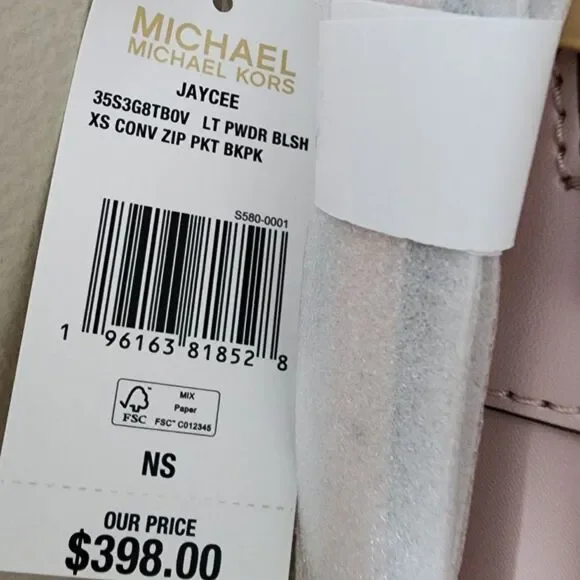 MICHAEL
MICHAEL KORS
JAYCEE
35S3G8TB0V LT PWDR BLSH
XS CONV ZIP PKT BKPK
S580-0001
1 96163 81852 8
FSC
MIX
Paper
FSC™ C012345
NS
OUR PRICE
$398.00